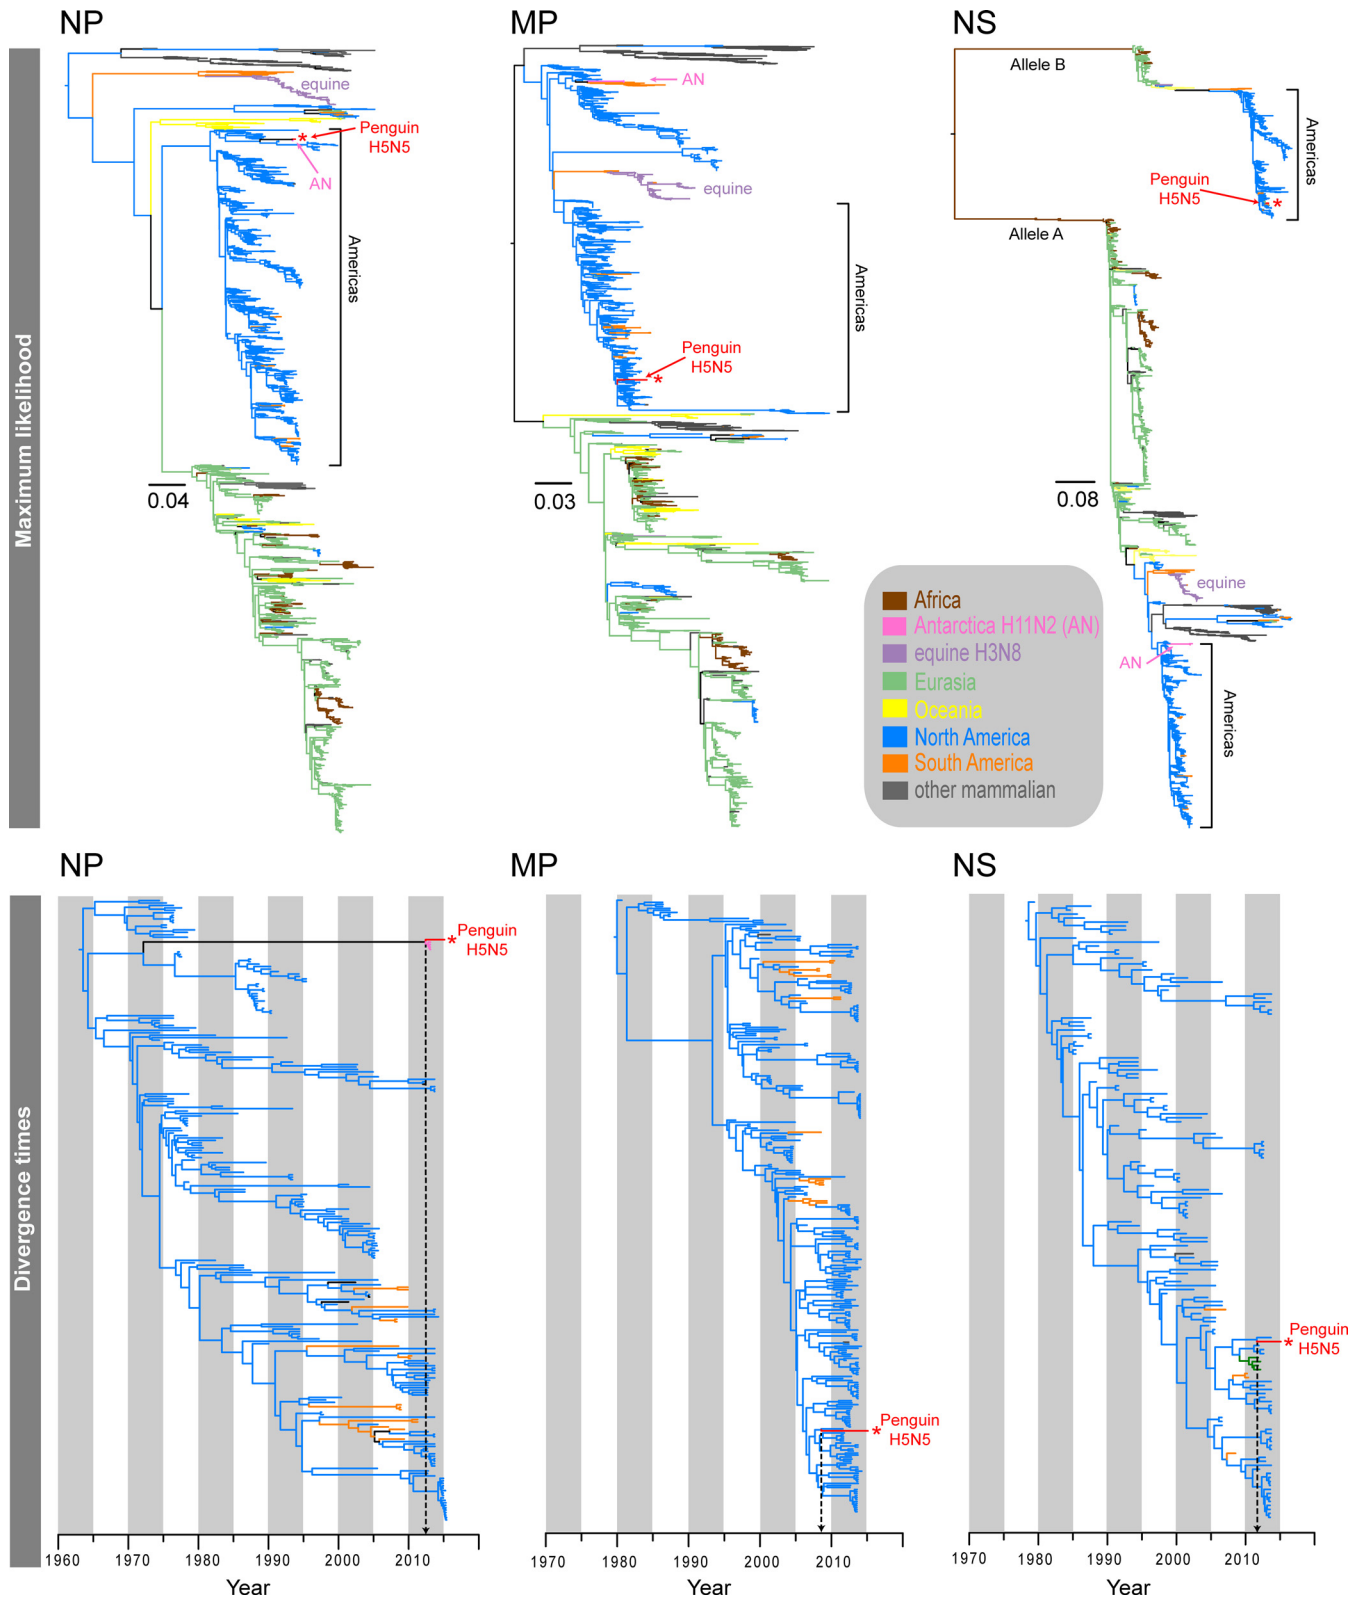 NP
MP
NS
Maximum likelihood
equine
Penguin
H5N5
*
AN
Americas
0.04
AN
equine
Americas
Penguin
H5N5
*
0.03
Allele B
Americas
Penguin
H5N5
*
Allele A
0.08
equine
AN
Americas
Africa
Antarctica H11N2 (AN)
equine H3N8
Eurasia
Oceania
North America
South America
other mammalian
NP
MP
NS
Divergence times
Penguin
* H5N5
1960 1970 1980 1990 2000 2010
Year
Penguin
* H5N5
1970 1980 1990 2000 2010
Year
Penguin
* H5N5
1970 1980 1990 2000 2010
Year